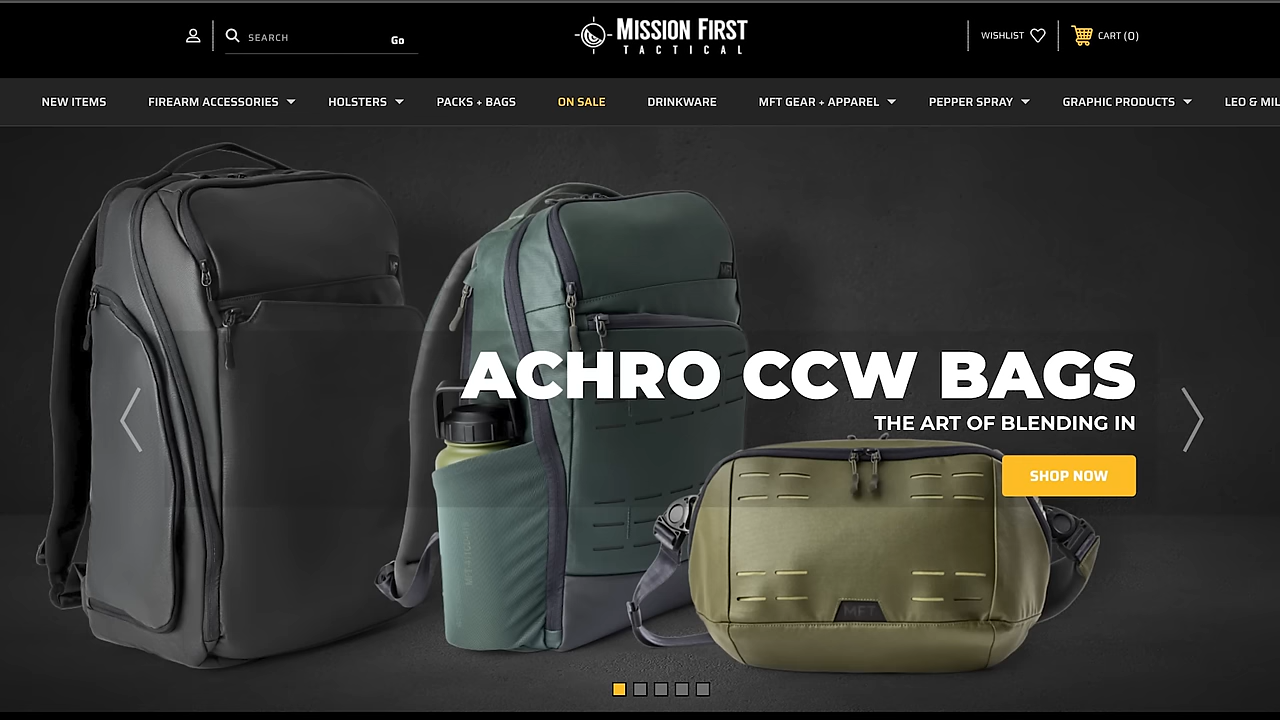 SEARCH
Go
MISSION FIRST
TACTICAL
WISHLIST
CART (0)
NEW ITEMS
FIREARM ACCESSORIES
HOLSTERS
PACKS + BAGS
ON SALE
DRINKWARE
MFT GEAR + APPAREL
PEPPER SPRAY
GRAPHIC PRODUCTS
LEO & MIL
MFT
ACHRO CCW BAGS
THE ART OF BLENDING IN
SHOP NOW
MFT